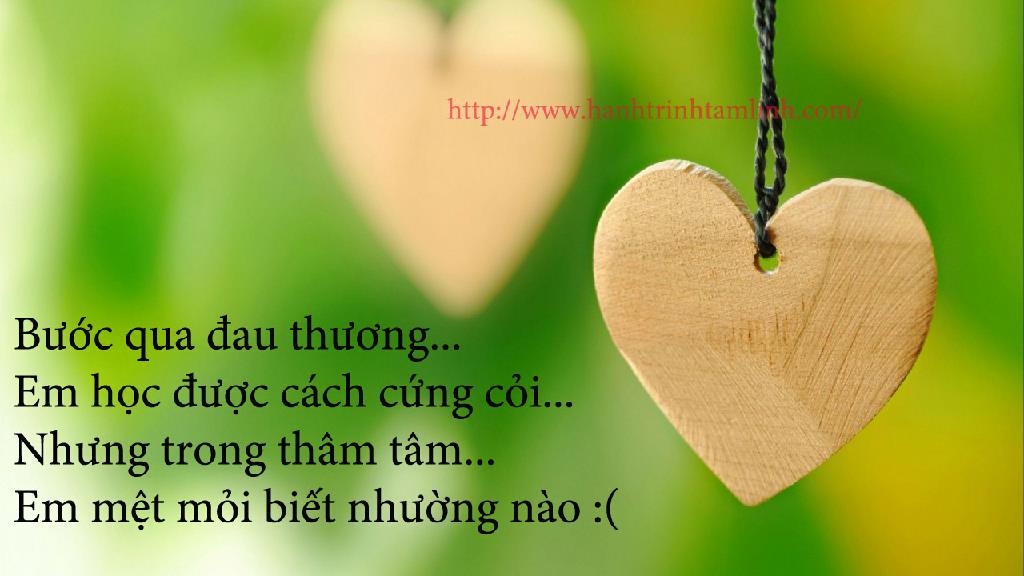 http://www.hanhtrinhtamlinh.com/
Bước qua đau thương...
Em học được cách cứng cỏi...
Nhưng trong thâm tâm...
Em mệt mỏi biết nhường nào :(